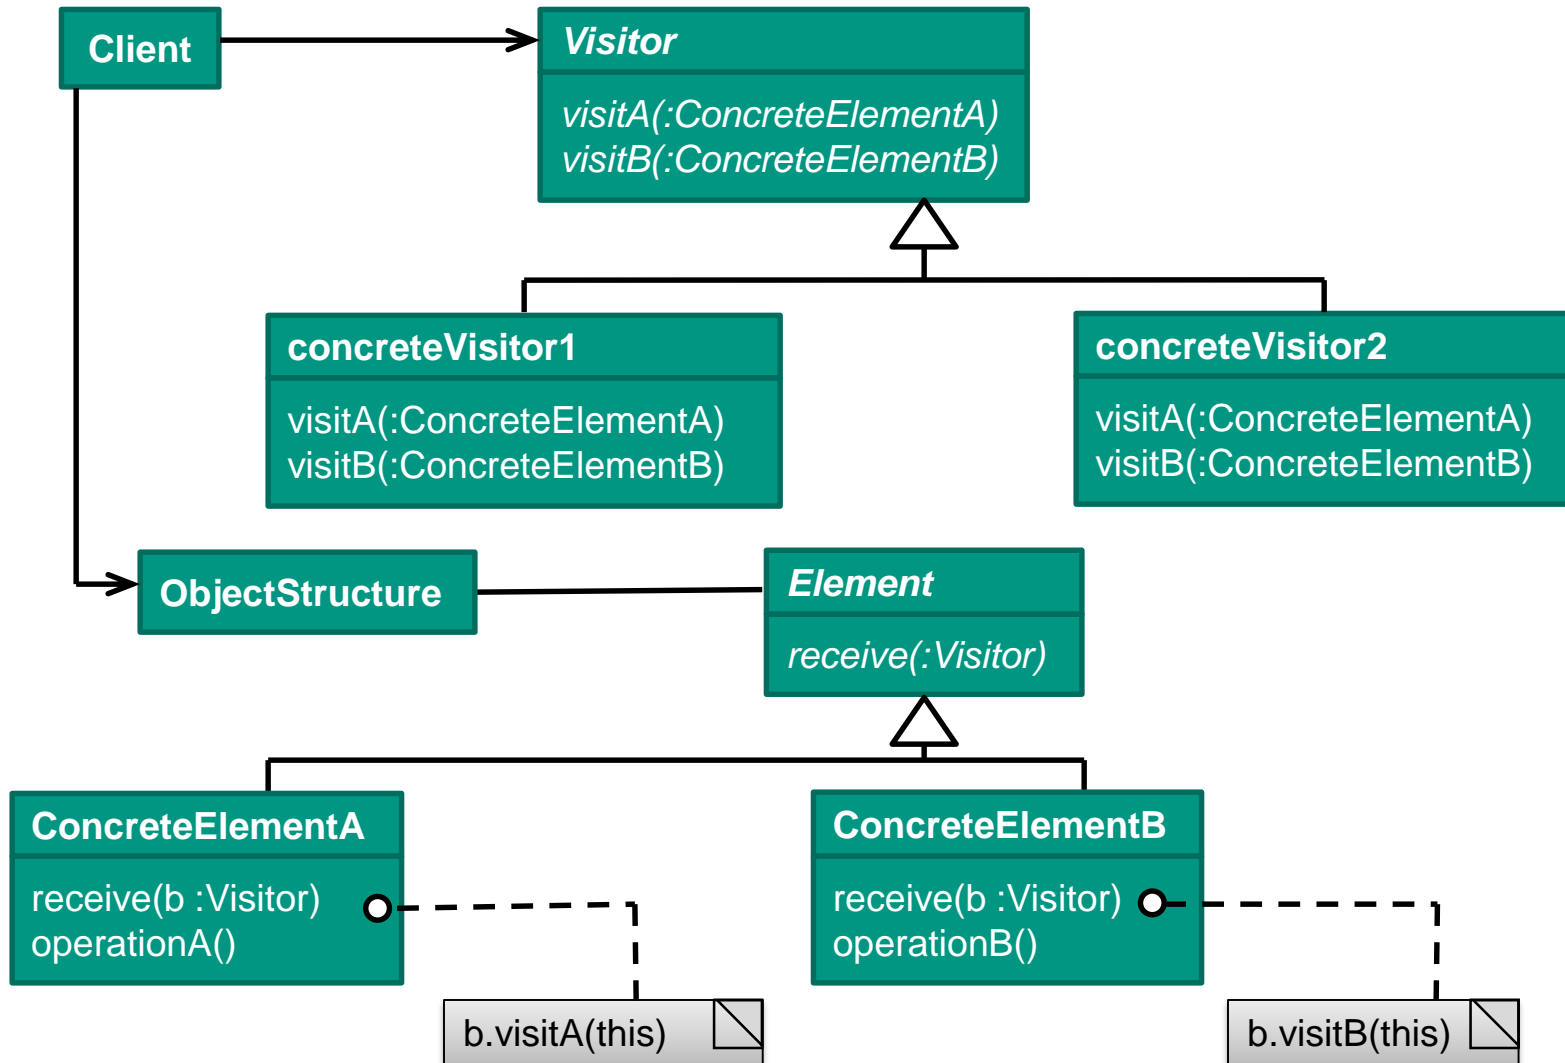 Client
Visitor
visitA(:ConcreteElementA)
visitB(:ConcreteElementB)
concreteVisitor1
visitA(:ConcreteElementA)
visitB(:ConcreteElementB)
concreteVisitor2
visitA(:ConcreteElementA)
visitB(:ConcreteElementB)
ObjectStructure
Element
receive(:Visitor)
ConcreteElementA
receive(b :Visitor)
operationA()
b.visitA(this)
ConcreteElementB
receive(b :Visitor)
operationB()
b.visitB(this)